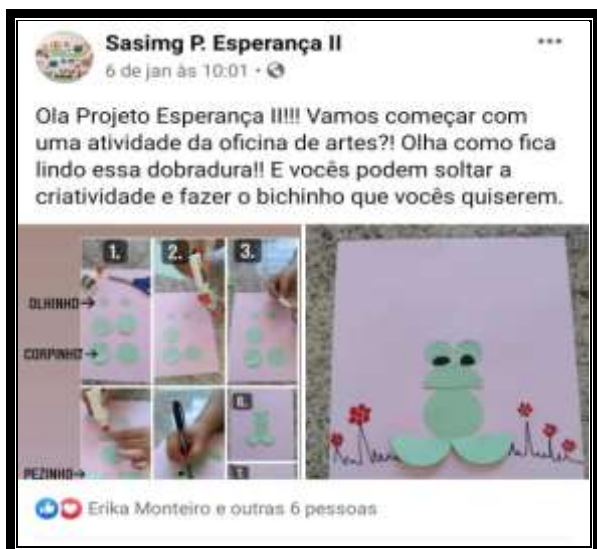 Sasimg P. Esperança II
6 de jan às 10:01 ·
Ola Projeto Esperança II!!! Vamos começar com
uma atividade da oficina de artes?! Olha como fica
lindo essa dobradura!! E vocês podem soltar a
criatividade e fazer o bichinho que vocês quiserem.
1. 2. 3.
OLHINHO
CORPINHO
6.
PEZINHO
Erika Monteiro e outras 6 pessoas